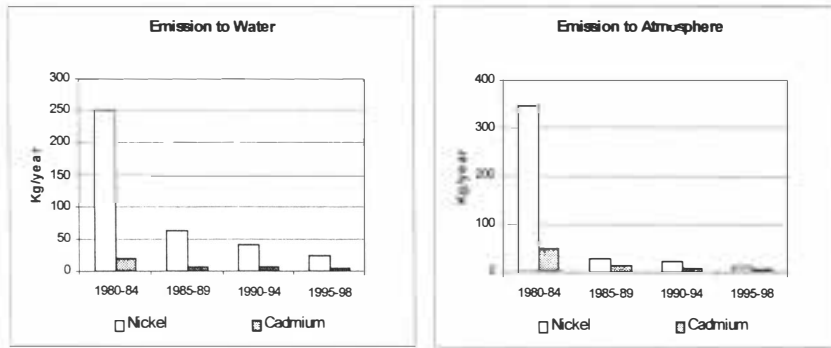 Emission to Water
Kg/year
300
250
200
150
100
50
0
1980-84
1985-89
1990-94
1995-98
Nickel
Cadmium
Emission to Atmosphere
Kg/year
400
300
200
100
1980-84
1985-89
1990-94
1995-98
Nickel
Cadmium